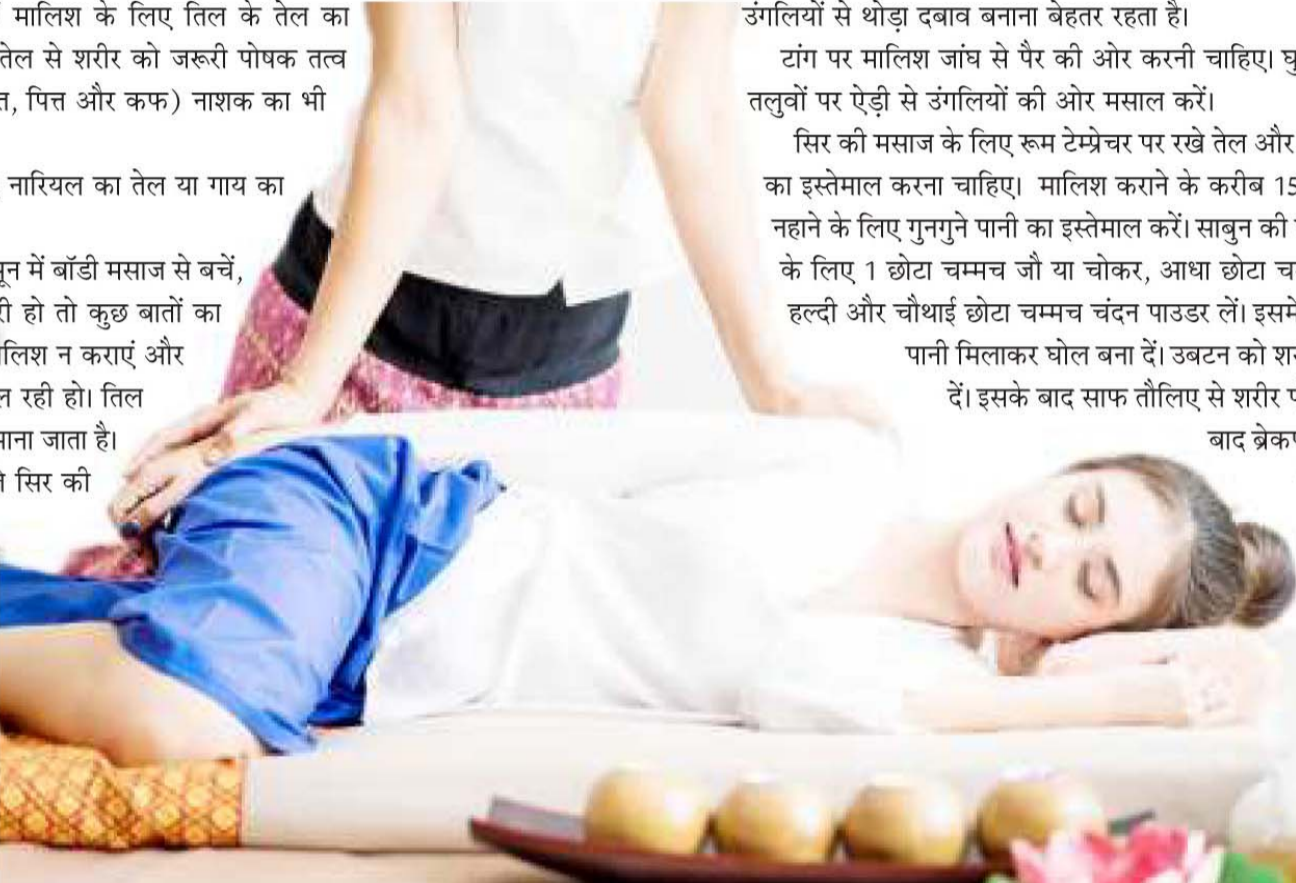 मालिश के लिए तिल के तेल का
तेल से शरीर को जरूरी पोषक तत्व
पित्त और कफ) नाशक का भी
नारियल का तेल या गाय का
में बॉडी मसाज से बचें,
हो तो कुछ बातों का
न कराएं और
रही हो। तिल
माना जाता है।
सिर की
उंगलियों से थोड़ा दबाव बनाना बेहतर रहता है।
टांग पर मालिश जांघ से पैर की ओर करनी चाहिए।
तलुवों पर ऐड़ी से उंगलियों की ओर मसाल करें।
सिर की मसाज के लिए रूम टेम्प्रेचर पर रखे तेल और
का इस्तेमाल करना चाहिए। मालिश कराने के करीब 15
नहाने के लिए गुनगुने पानी का इस्तेमाल करें। साबुन की
के लिए 1 छोटा चम्मच जौ या चोकर, आधा छोटा
हल्दी और चौथाई छोटा चम्मच चंदन पाउडर लें।
पानी मिलाकर घोल बना दें। उबटन को
दें। इसके बाद साफ तौलिए से शरीर
बाद